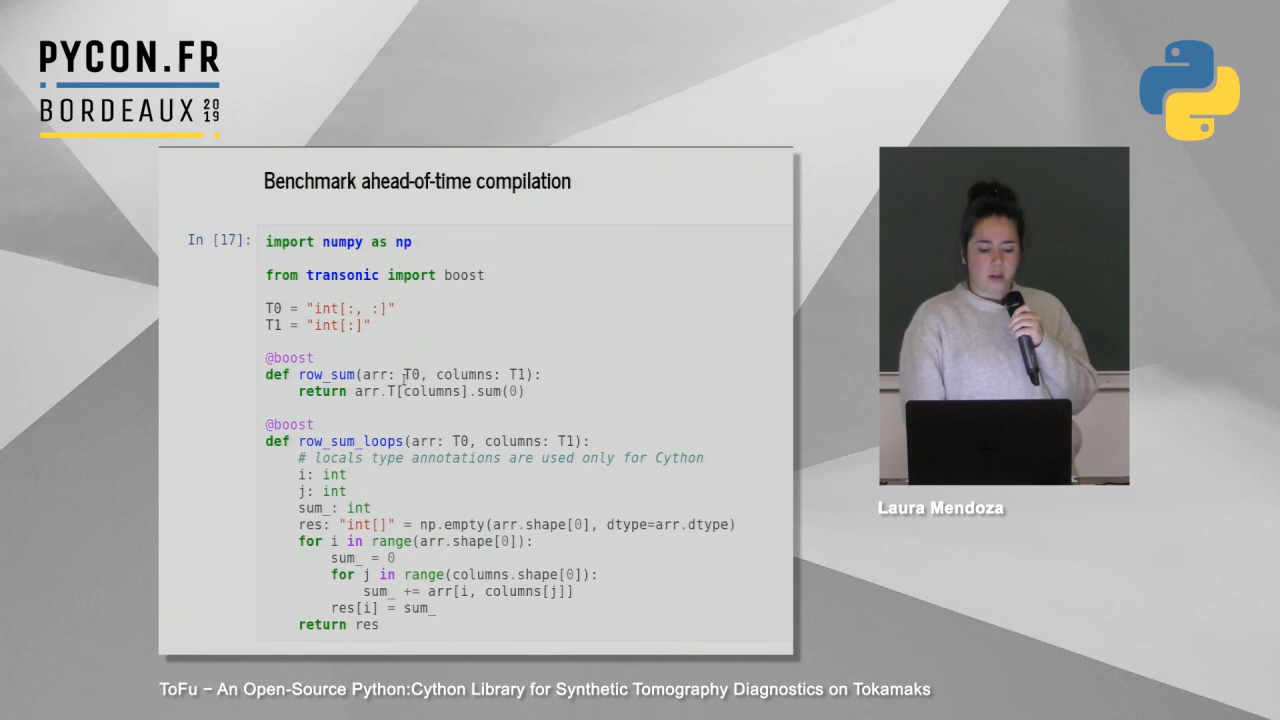 PYCON.FR
BORDEAUX 2019
Benchmark ahead-of-time compilation
In [17]:
import numpy as np
from transonic import boost
T0 = "int[:, :]"
T1 = "int[:]"
@boost
def row_sum(arr: T0, columns: T1):
    return arr.T[columns].sum(0)
@boost
def row_sum_loops(arr: T0, columns: T1):
    # locals type annotations are used only for Cython
    i: int
    j: int
    sum_: int
    res: "int[]" = np.empty(arr.shape[0], dtype=arr.dtype)
    for i in range(arr.shape[0]):
        sum_ = 0
        for j in range(columns.shape[0]):
            sum_ += arr[i, columns[j]]
        res[i] = sum_
    return res
Laura Mendoza
ToFu – An Open-Source Python:Cython Library for Synthetic Tomography Diagnostics on Tokamaks